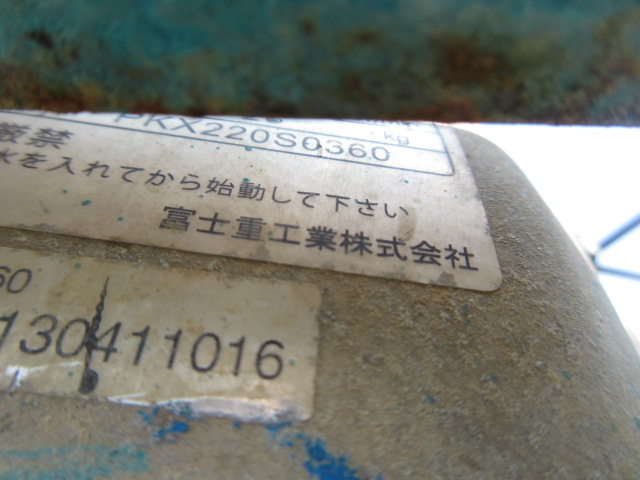 kg
PKX220S0360
厳禁
水を入れてから始動して下さい
富士重工業株式会社
60
130411016